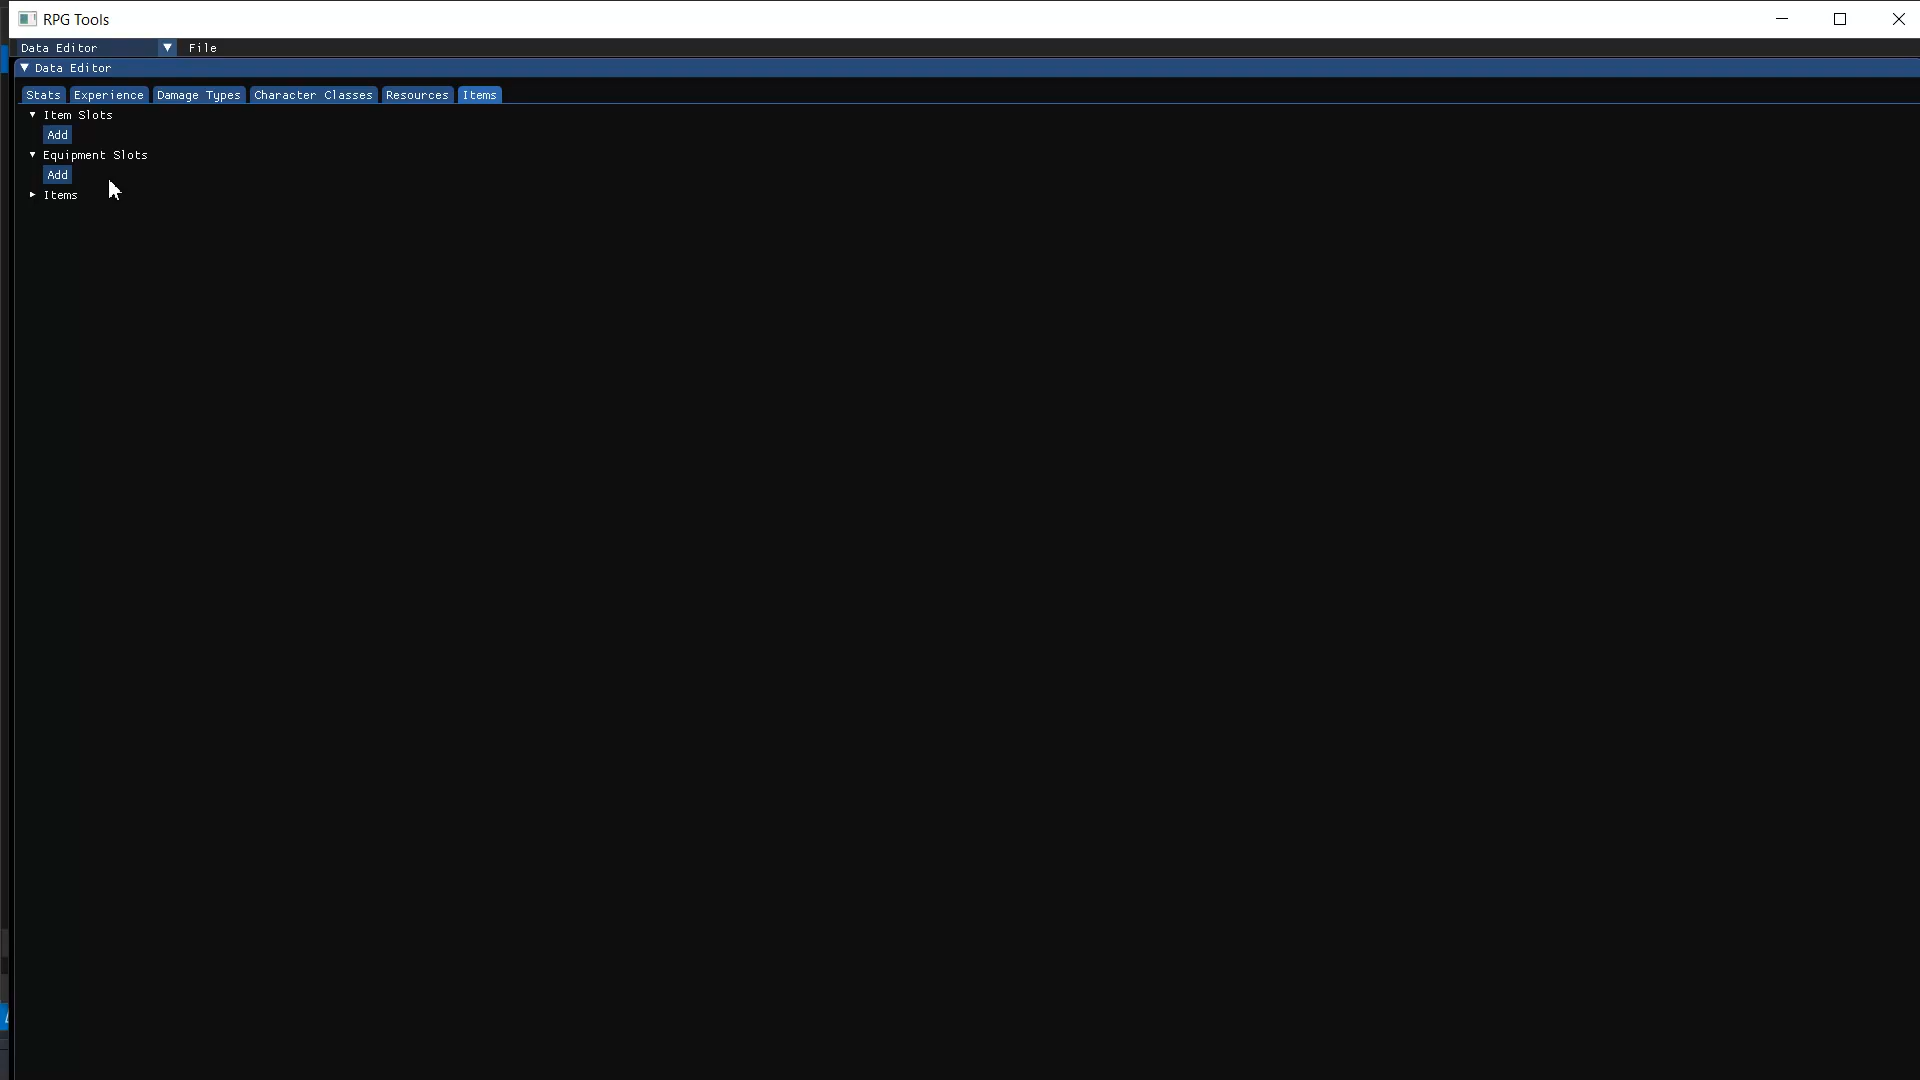 RPG Tools
Data Editor File
Data Editor
Stats Experience Damage Types Character Classes Resources Items
Item Slots
Add
Equipment Slots
Add
Items